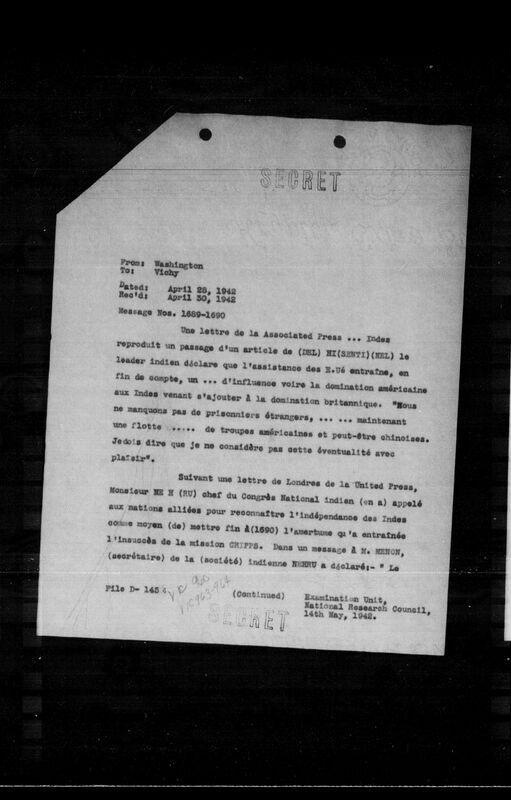 SECRET
From: Washington
To: Vichy
Dated: April 28, 1942
Rec'd: April 30, 1942
Message Nos. 1689-1690
Une lettre de la Associated Press ... Indes
reproduit un passage d'un article de (DEL) HI(SENTI)(NEL) le
leader indien déclare que l'assistance des E.Ué entraîne, en
fin de compte, un ... d'influence voire la domination américaine
aux Indes venant s'ajouter à la domination britannique. "Nous
ne manquons pas de prisonniers étrangers, ... ... maintenant
une flotte ..... de troupes américaines et peut-être chinoises.
Jedois dire que je ne considère pas cette éventualité avec
plaisir".
Suivant une lettre de Londres de la United Press,
Monsieur NE H (RU) chef du Congrès National indien (en a) appelé
aux nations alliées pour reconnaître l'indépendance des Indes
comme moyen (de) mettre fin à(1690) l'amertume qu'a entraînée
l'insuccès de la mission CRIPPS. Dans un message à M. MENON,
(secrétaire) de la (société) indienne NEHRU a déclaré:- " Le
File D- 145
(Continued)
Examination Unit,
National Research Council,
14th May, 1942.
SECRET